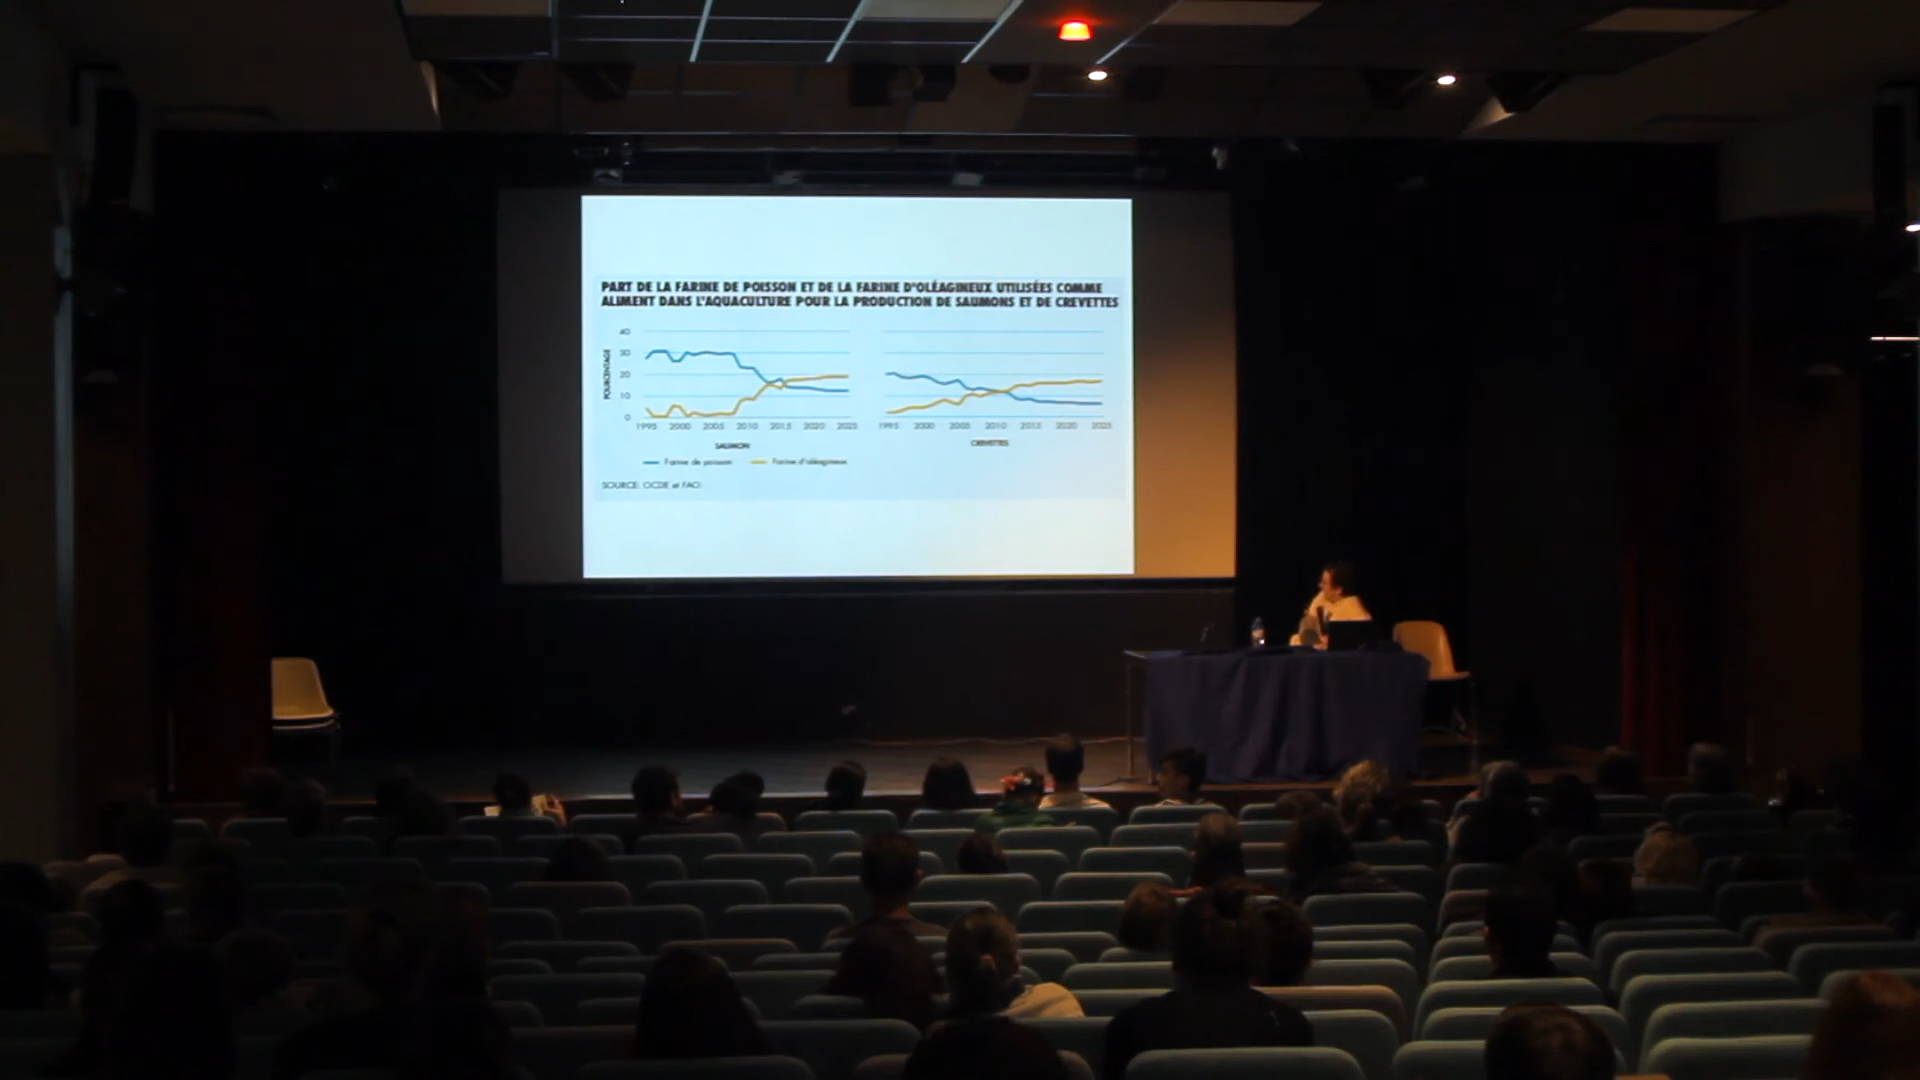 PART DE LA FARINE DE POISSON ET DE LA FARINE D'OLÉAGINEUX UTILISÉES COMME
ALIMENT DANS L'AQUACULTURE POUR LA PRODUCTION DE SAUMONS ET DE CREVETTES
POURCENTAGE
40
30
20
10
0
1995 2000 2005 2010 2015 2020 2025
SAUMON
1995 2000 2005 2010 2015 2020 2025
CREVETTES
Farine de poisson Farine d'oléagineux
SOURCE: OCDE et FAO.